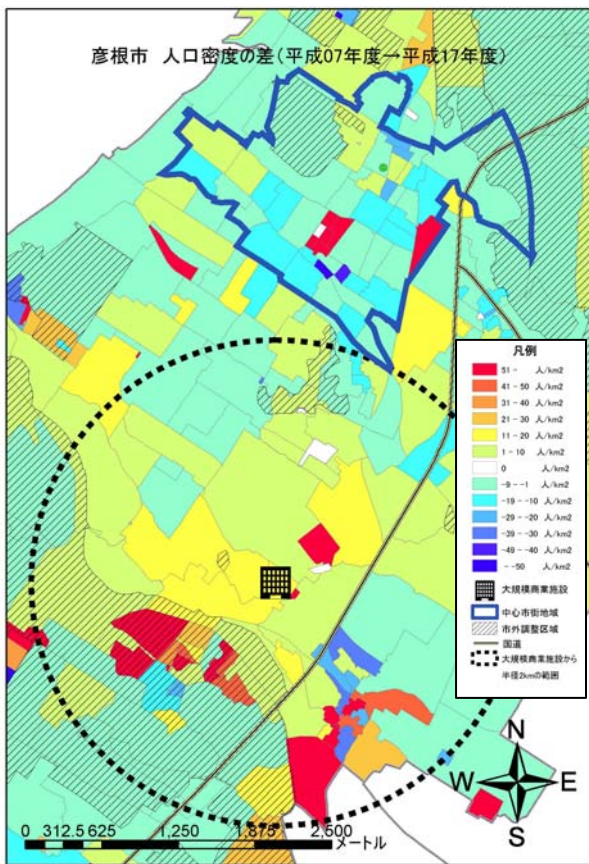 彦根市 人口密度の差(平成07年度→平成17年度)
凡例
51 - 人/km2
41 - 50 人/km2
31 - 40 人/km2
21 - 30 人/km2
11 - 20 人/km2
1 - 10 人/km2
0 人/km2
-9 - -1 人/km2
-19 - -10 人/km2
-29 - -20 人/km2
-39 - -30 人/km2
-49 - -40 人/km2
- -50 人/km2
大規模商業施設
中心市街地域
市外調整区域
国道
大規模商業施設から
半径2kmの範囲
N
W E
S
0 312.5 625 1,250 1,875 2,500
メートル